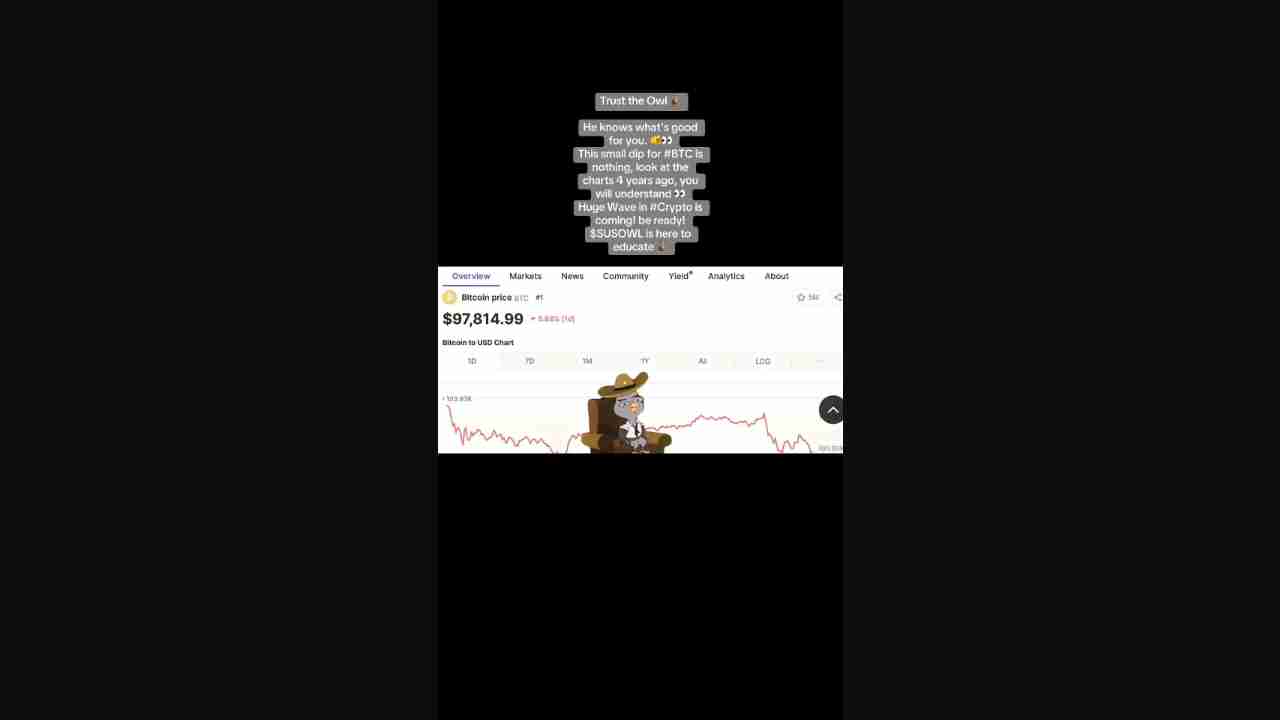 Trust the Owl
He knows what's good
for you.
This small dip for #BTC is
nothing, look at the
charts 4 years ago, you
will understand
Huge Wave in #Crypto is
coming! be ready!
$SUSOWL is here to
educate
Overview Markets News Community Yield Analytics About
Bitcoin price BTC #1
$97,814.99 (1d)
Bitcoin to USD Chart
1D 7D 1M 1Y All LOG